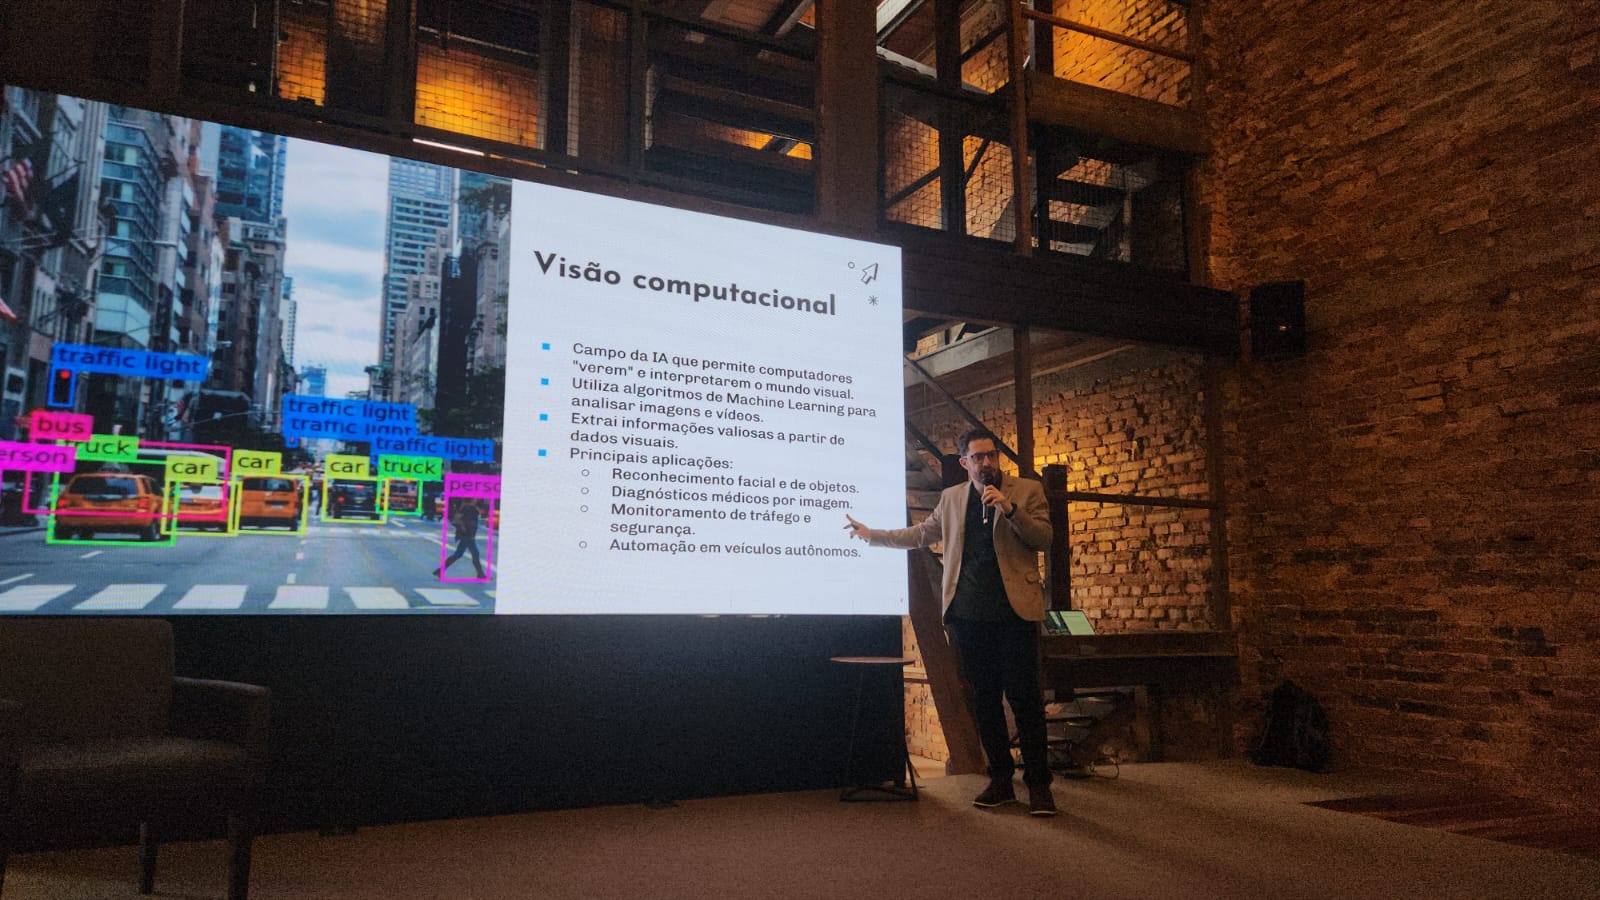 traffic light
bus
truck
car
car
traffic light
traffic light
traffic light
car
truck
Visão computacional
Campo da IA que permite computadores
"verem" e interpretarem o mundo visual.
Utiliza algoritmos de Machine Learning para
analisar imagens e vídeos.
Extrai informações valiosas a partir de
dados visuais.
Principais aplicações:
Reconhecimento facial e de objetos.
Diagnósticos médicos por imagem.
Monitoramento de tráfego e
segurança.
Automação em veículos autônomos.